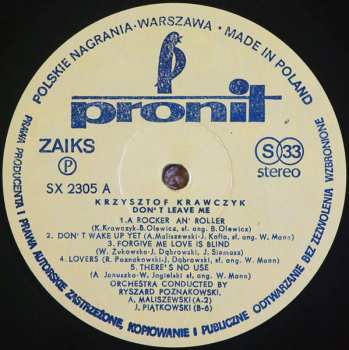 POLSKIE NAGRANIA · WARSZAWA · MADE IN POLAND
pronit
ZAIKS
P
SX 2305 A
S 33
stereo
KRZYSZTOF KRAWCZYK
DON'T LEAVE ME
1.A ROCKER AN' ROLLER
(K.Krawczyk-B.Olewicz, sł. ang. B.Olewicz)
2. DON'T WAKE UP YET (A.Maliszewski-J. Kofta, sł. ang. W. Mann)
3. FORGIVE ME LOVE IS BLIND
(W. Żukowska-J. Dąbrowski, J. Siemasz)
4. LOVERS (R. Poznakowski-J. Dąbrowski, sł. ang. W. Mann)
5. THERE'S NO USE
(A. Januszko-W. Jagielski sł. ang. W. Mann)
ORCHESTRA CONDUCTED BY
RYSZARD POZNAKOWSKI,
A. MALISZEWSKI (A-2)
J. PIĄTKOWSKI (B-6)
PRAWA PRODUCENTA I PRAWA AUTORSKIE ZASTRZEŻONE, KOPIOWANIE I PUBLICZNE ODTWARZANIE BEZ ZEZWOLENIA WZBRONIONE